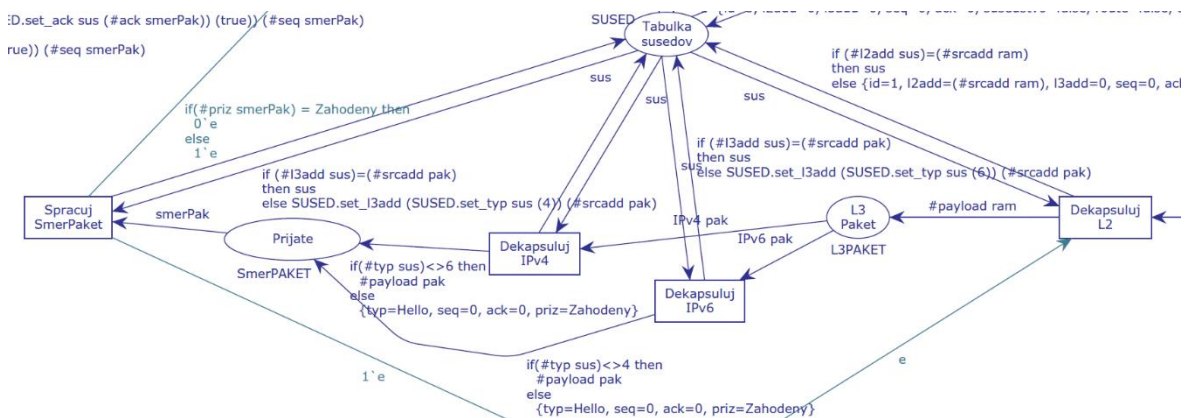 ED.set_ack sus (#ack smerPak)) (true)) (#seq smerPak)
rue)) (#seq smerPak)
SUSED
Tabulka
susedov
if (#l2add sus)=(#srcadd ram)
then sus
else {id=1, l2add=(#srcadd ram), l3add=0, seq=0, ack
sus
sus
sus
sus
if(#priz smerPak) = Zahodeny then
0`e
else
1`e
if (#l3add sus)=(#srcadd pak)
then sus
else SUSED.set_l3add (SUSED.set_typ sus (6)) (#srcadd pak)
if (#l3add sus)=(#srcadd pak)
then sus
else SUSED.set_l3add (SUSED.set_typ sus (4)) (#srcadd pak)
Spracuj
SmerPaket
smerPak
Prijate
SmerPAKET
Dekapsuluj
IPv4
IPv4 pak
IPv6 pak
L3
Paket
L3PAKET
#payload ram
Dekapsuluj
L2
if(#typ sus)<>6 then
#payload pak
else
{typ=Hello, seq=0, ack=0, priz=Zahodeny}
Dekapsuluj
IPv6
if(#typ sus)<>4 then
#payload pak
else
{typ=Hello, seq=0, ack=0, priz=Zahodeny}
1`e
e